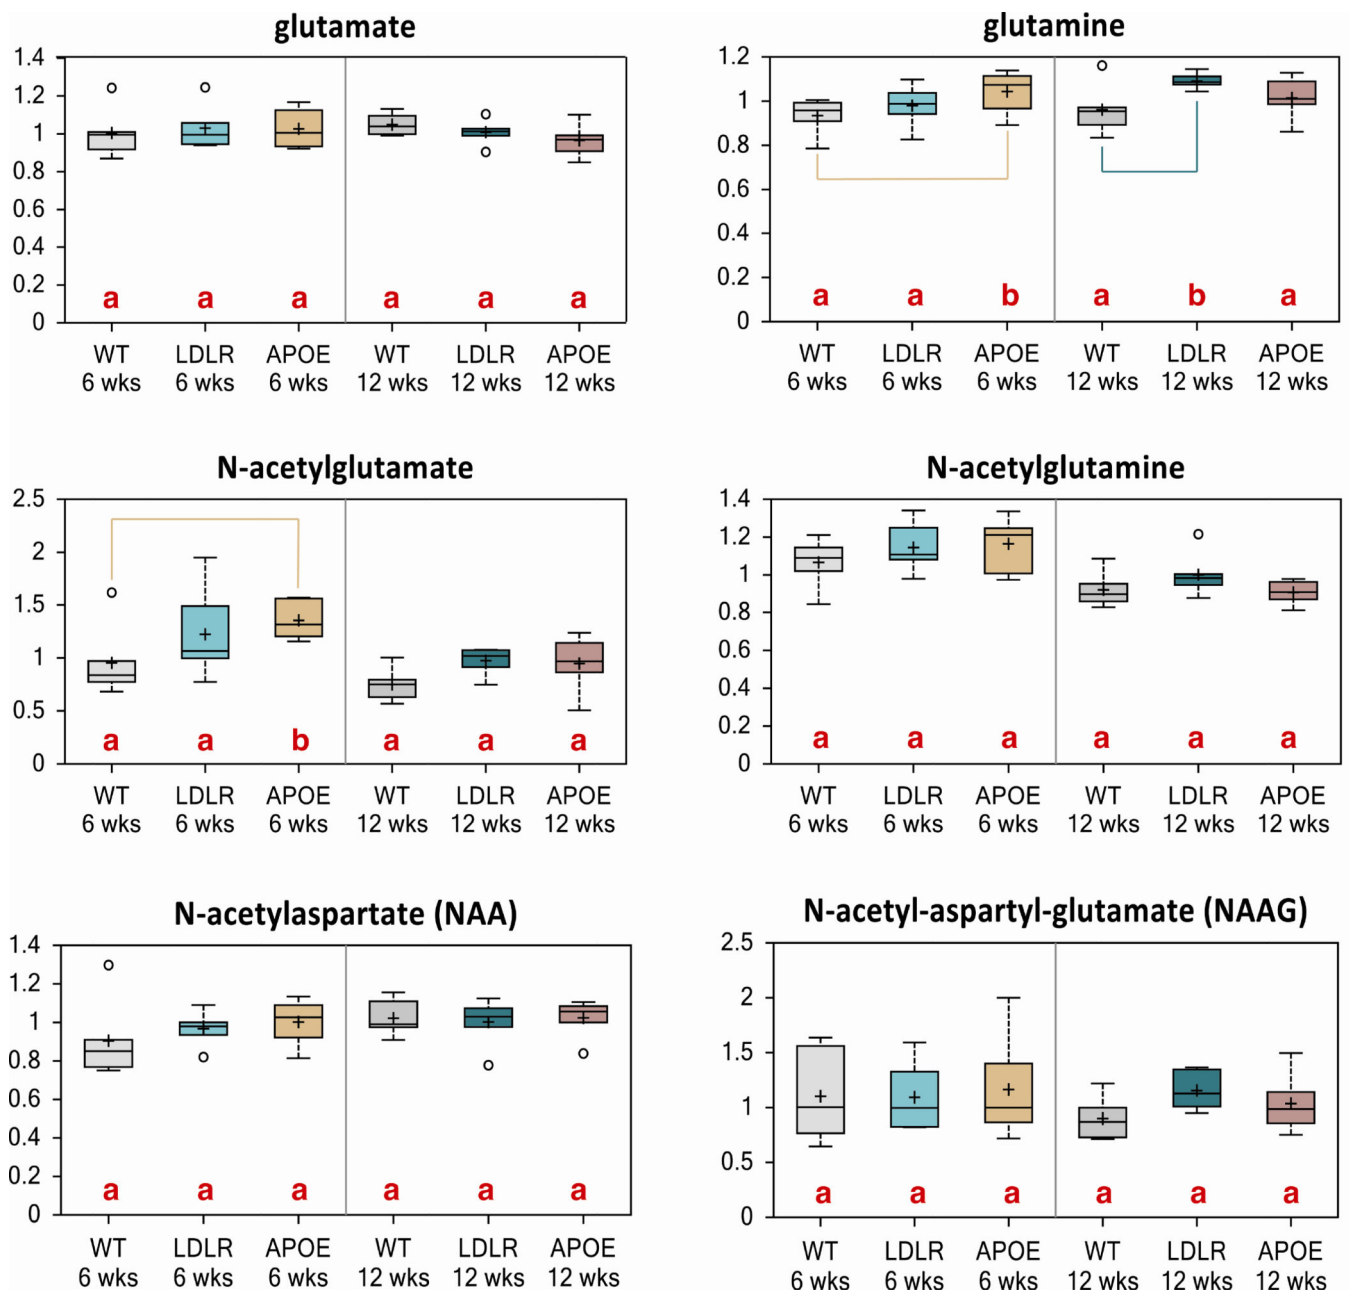 glutamate
1.4
1.2
1
0.8
0.6
0.4
0.2
0
a a a a a a
WT LDLR APOE WT LDLR APOE
6 wks 6 wks 6 wks 12 wks 12 wks 12 wks
glutamine
1.2
1
0.8
0.6
0.4
0.2
0
a a b a b a
WT LDLR APOE WT LDLR APOE
6 wks 6 wks 6 wks 12 wks 12 wks 12 wks
N-acetylglutamate
2.5
2
1.5
1
0.5
0
a a b a a a
WT LDLR APOE WT LDLR APOE
6 wks 6 wks 6 wks 12 wks 12 wks 12 wks
N-acetylglutamine
1.4
1.2
1
0.8
0.6
0.4
0.2
0
a a a a a a
WT LDLR APOE WT LDLR APOE
6 wks 6 wks 6 wks 12 wks 12 wks 12 wks
N-acetylaspartate (NAA)
1.4
1.2
1
0.8
0.6
0.4
0.2
0
a a a a a a
WT LDLR APOE WT LDLR APOE
6 wks 6 wks 6 wks 12 wks 12 wks 12 wks
N-acetyl-aspartyl-glutamate (NAAG)
2.5
2
1.5
1
0.5
0
a a a a a a
WT LDLR APOE WT LDLR APOE
6 wks 6 wks 6 wks 12 wks 12 wks 12 wks